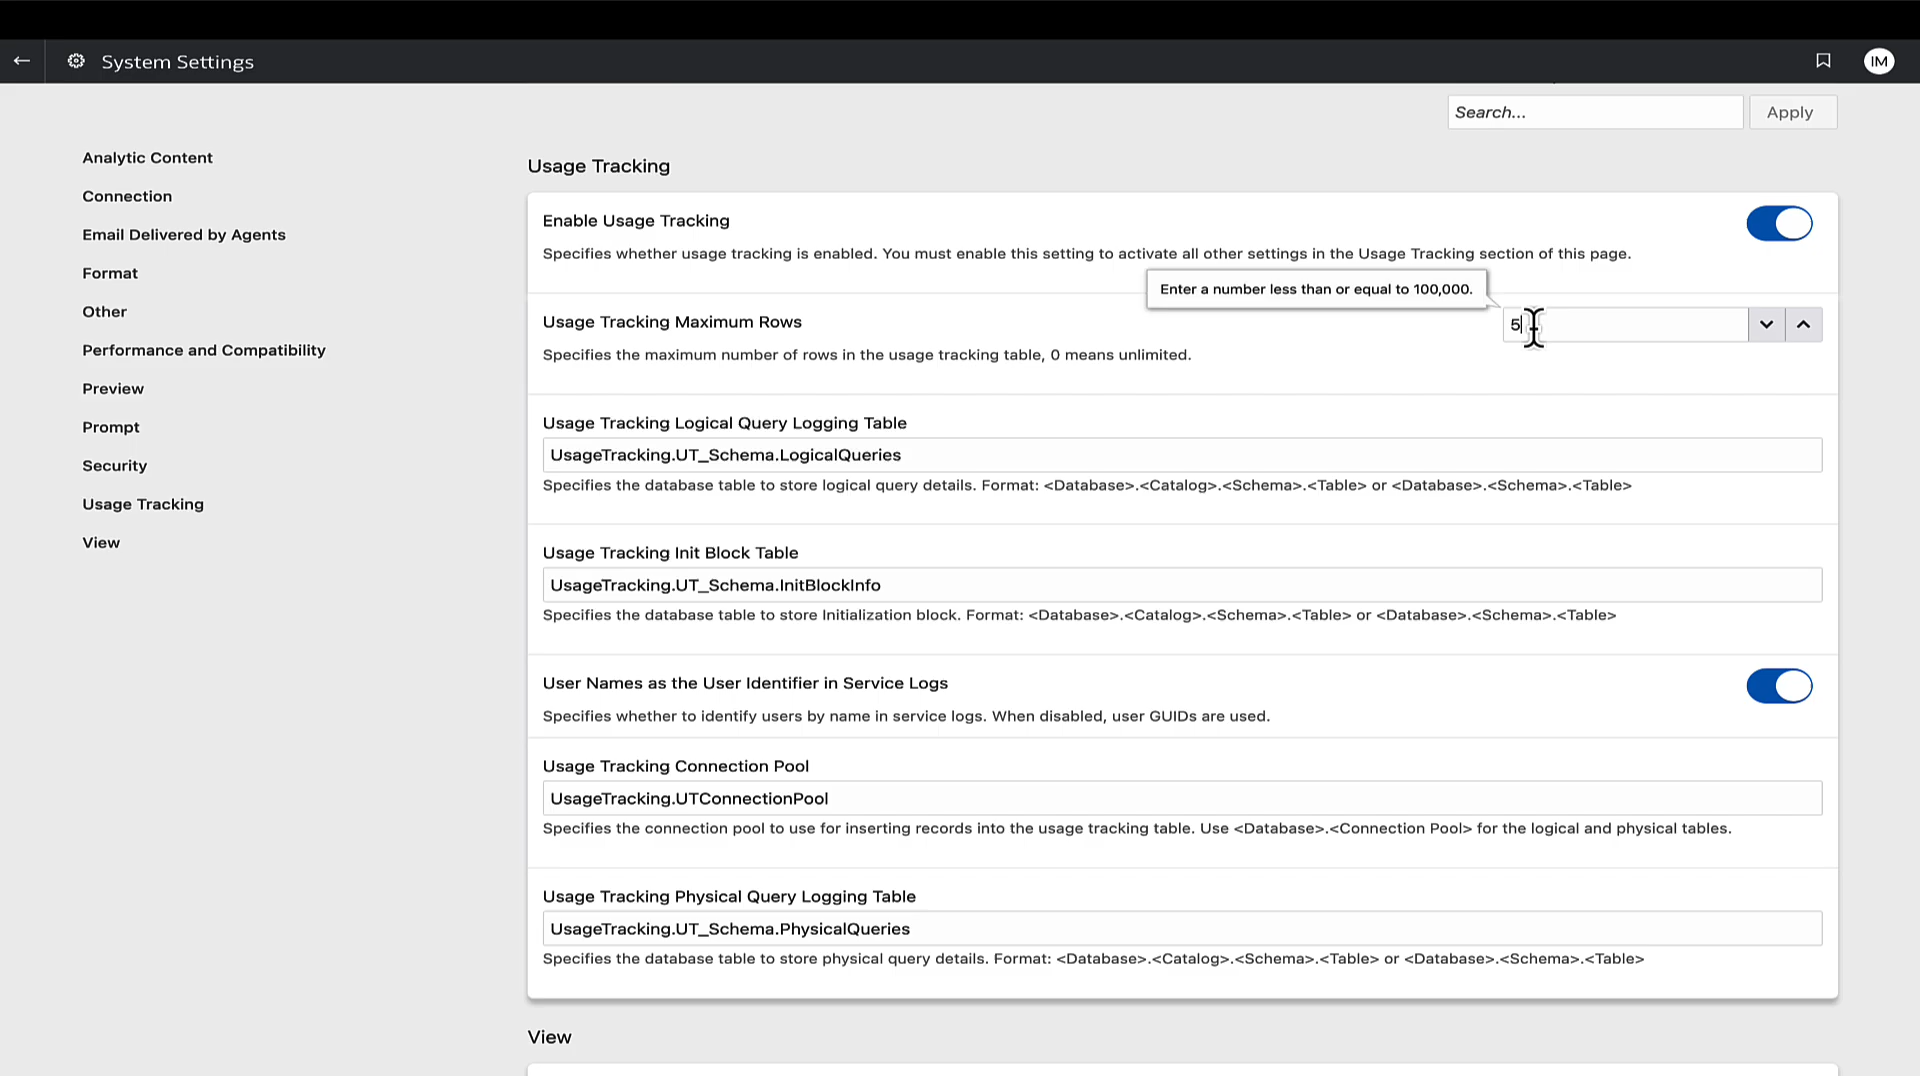 System Settings
IM
Search...
Apply
Analytic Content
Connection
Email Delivered by Agents
Format
Other
Performance and Compatibility
Preview
Prompt
Security
Usage Tracking
View
Usage Tracking
Enable Usage Tracking
Specifies whether usage tracking is enabled. You must enable this setting to activate all other settings in the Usage Tracking section of this page.
Enter a number less than or equal to 100,000.
Usage Tracking Maximum Rows
5
Specifies the maximum number of rows in the usage tracking table, 0 means unlimited.
Usage Tracking Logical Query Logging Table
UsageTracking.UT_Schema.LogicalQueries
Specifies the database table to store logical query details. Format: <Database>.<Catalog>.<Schema>.<Table> or <Database>.<Schema>.<Table>
Usage Tracking Init Block Table
UsageTracking.UT_Schema.InitBlockInfo
Specifies the database table to store Initialization block. Format: <Database>.<Catalog>.<Schema>.<Table> or <Database>.<Schema>.<Table>
User Names as the User Identifier in Service Logs
Specifies whether to identify users by name in service logs. When disabled, user GUIDs are used.
Usage Tracking Connection Pool
UsageTracking.UTConnectionPool
Specifies the connection pool to use for inserting records into the usage tracking table. Use <Database>.<Connection Pool> for the logical and physical tables.
Usage Tracking Physical Query Logging Table
UsageTracking.UT_Schema.PhysicalQueries
Specifies the database table to store physical query details. Format: <Database>.<Catalog>.<Schema>.<Table> or <Database>.<Schema>.<Table>
View